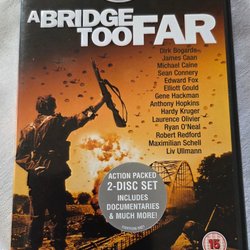 A BRIDGE
TOO FAR
Dirk Bogarde
James Caan
Michael Caine
Sean Connery
Edward Fox
Elliott Gould
Gene Hackman
Anthony Hopkins
Hardy Kruger
Laurence Olivier
Ryan O'Neal
Robert Redford
Maximilian Schell
Liv Ullmann
ACTION PACKED
2-DISC SET
INCLUDES
DOCUMENTARIES
& MUCH MORE!
15